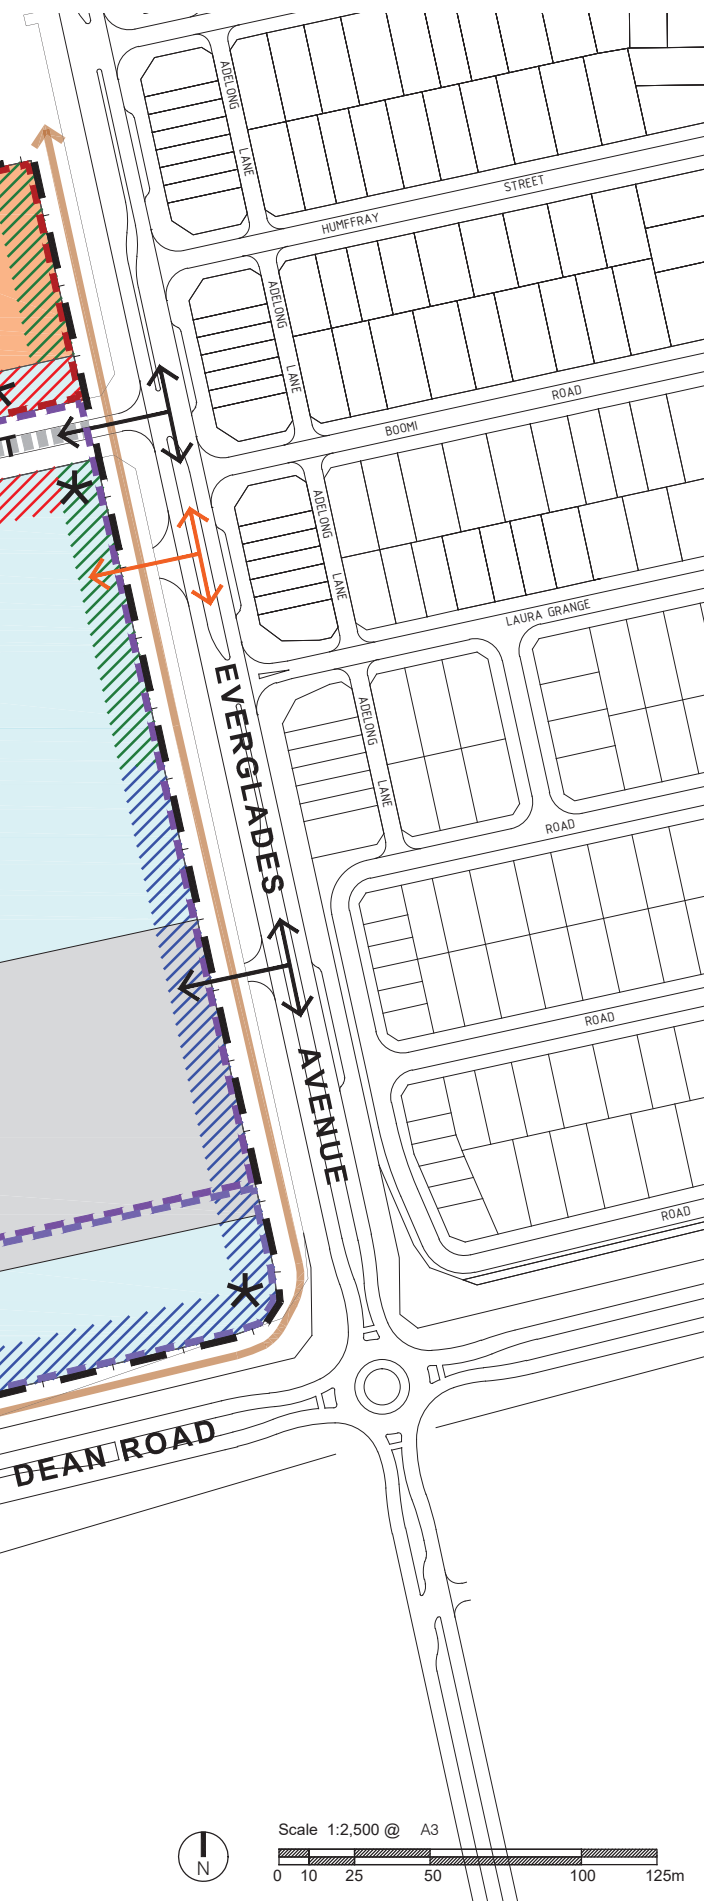 ADELONG
LANE
STREET
HUMFFRAY
ADELONG
LANE
ROAD
BOOMI
T
ADELONG
LANE
LAURA GRANGE
EVERGLADES
ADELONG
LANE
ROAD
ROAD
AVENUE
ROAD
DEAN ROAD
Scale 1:2,500 @ A3
N
0 10 25 50 100 125m